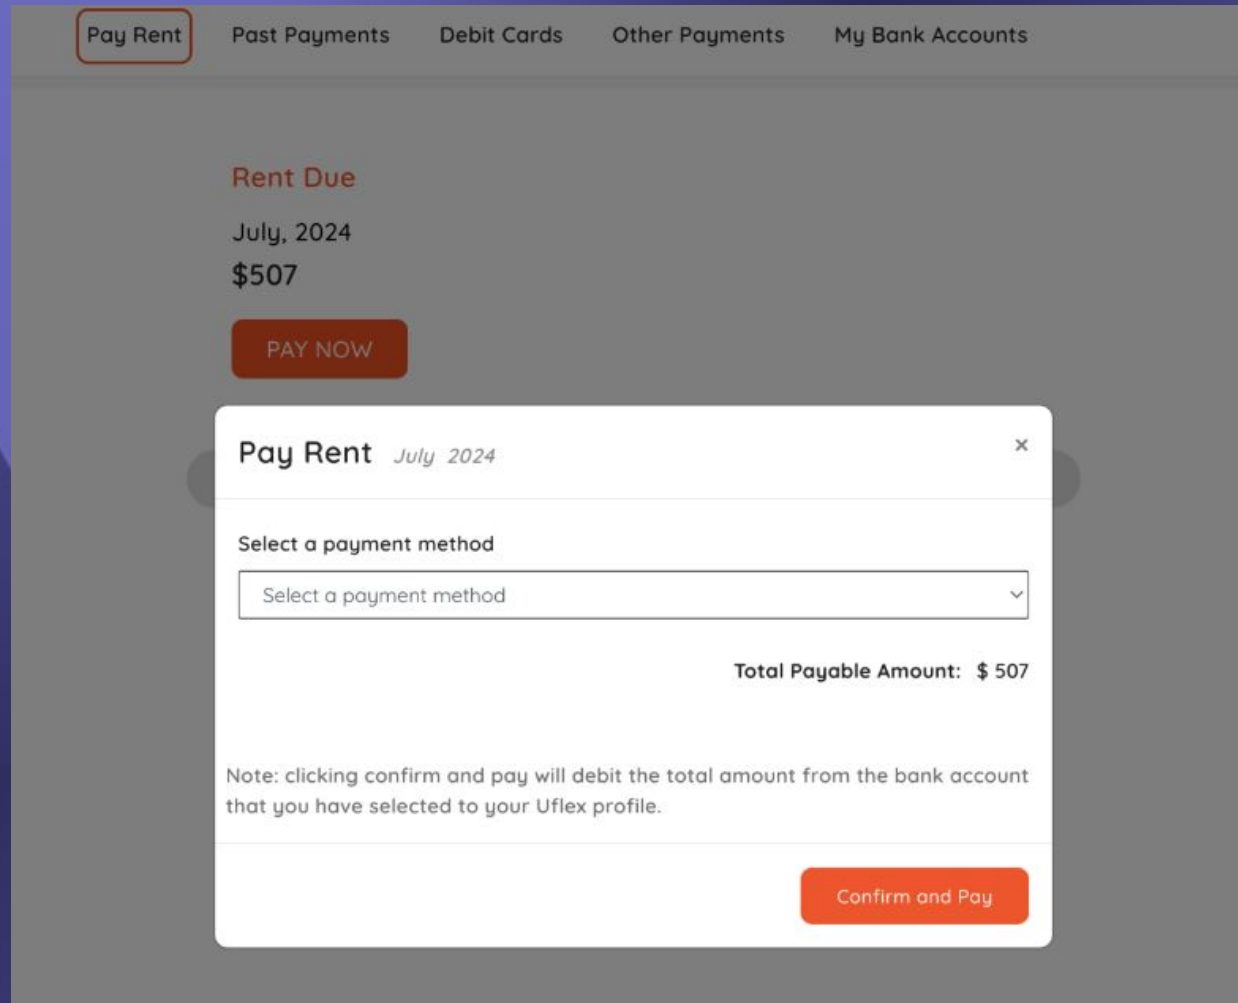 Pay Rent Past Payments Debit Cards Other Payments My Bank Accounts
Rent Due
July, 2024
$507
PAY NOW
Pay Rent July 2024 ×
Select a payment method
Select a payment method
Total Payable Amount: $ 507
Note: clicking confirm and pay will debit the total amount from the bank account
that you have selected to your Uflex profile.
Confirm and Pay